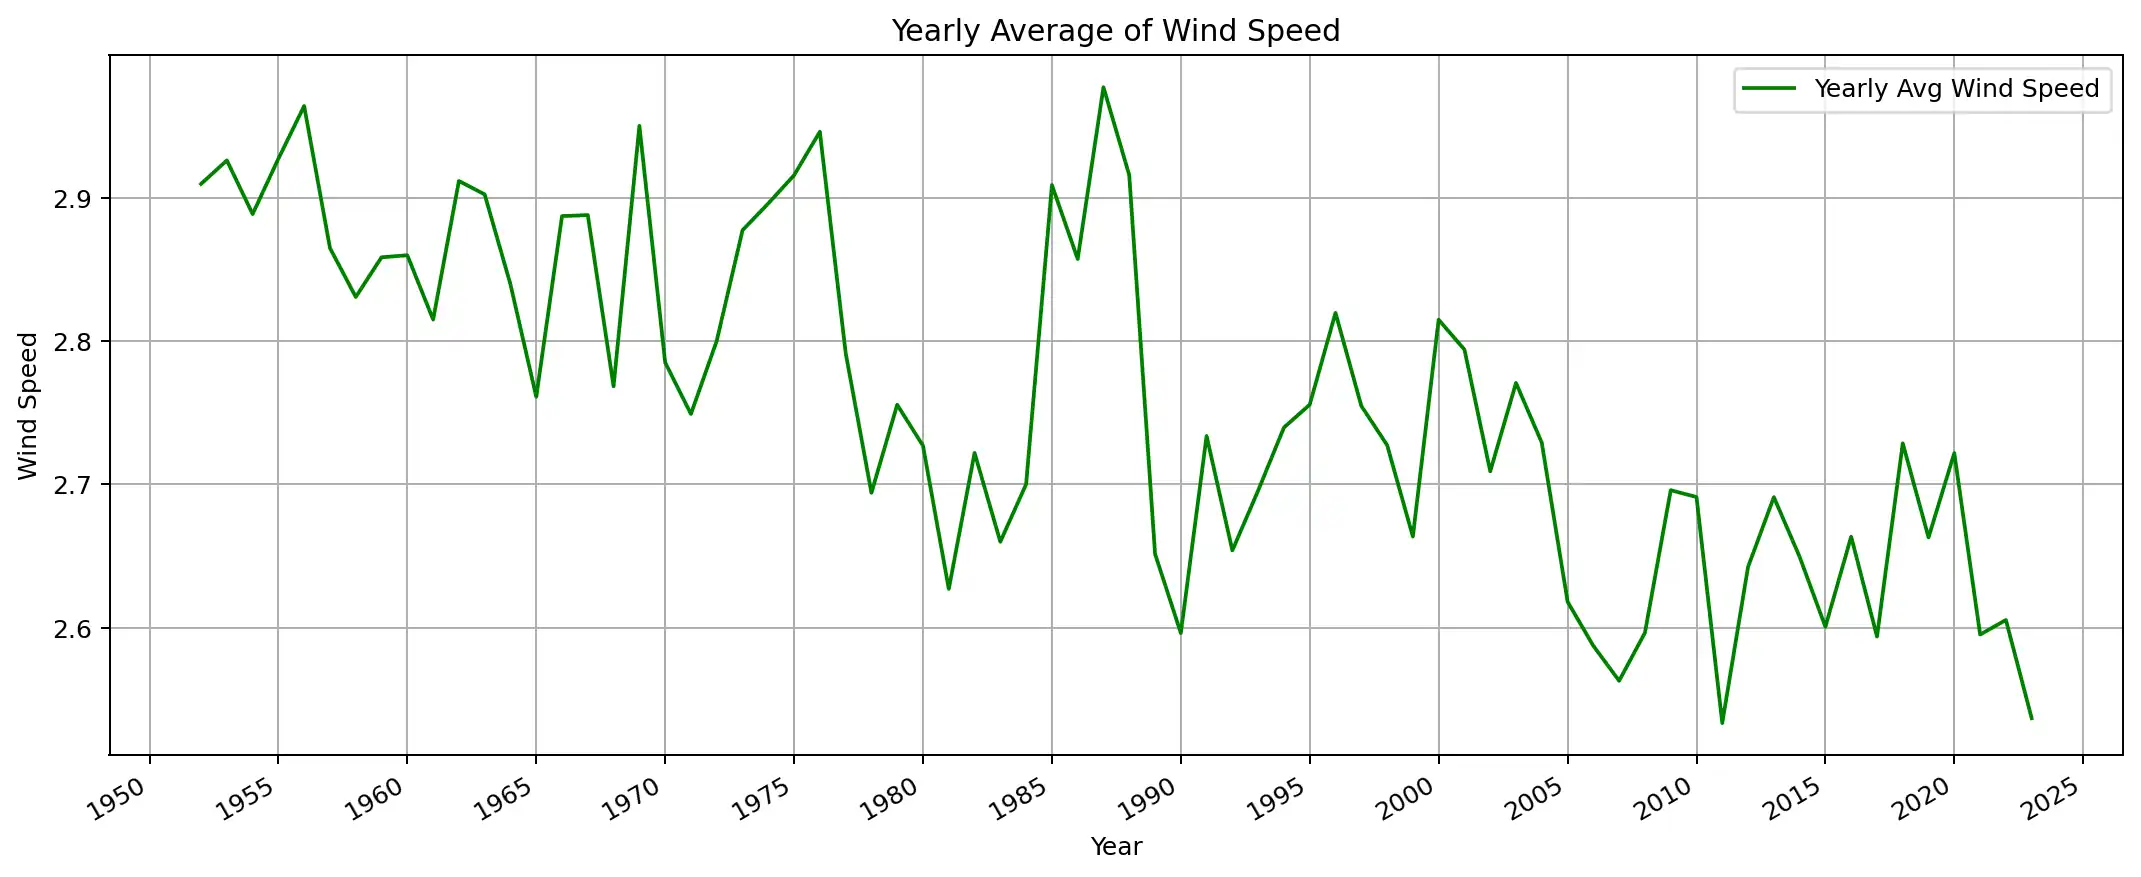 Yearly Average of Wind Speed
Yearly Avg Wind Speed
2.9
2.8
2.7
2.6
Wind Speed
1950 1955 1960 1965 1970 1975 1980 1985 1990 1995 2000 2005 2010 2015 2020 2025
Year